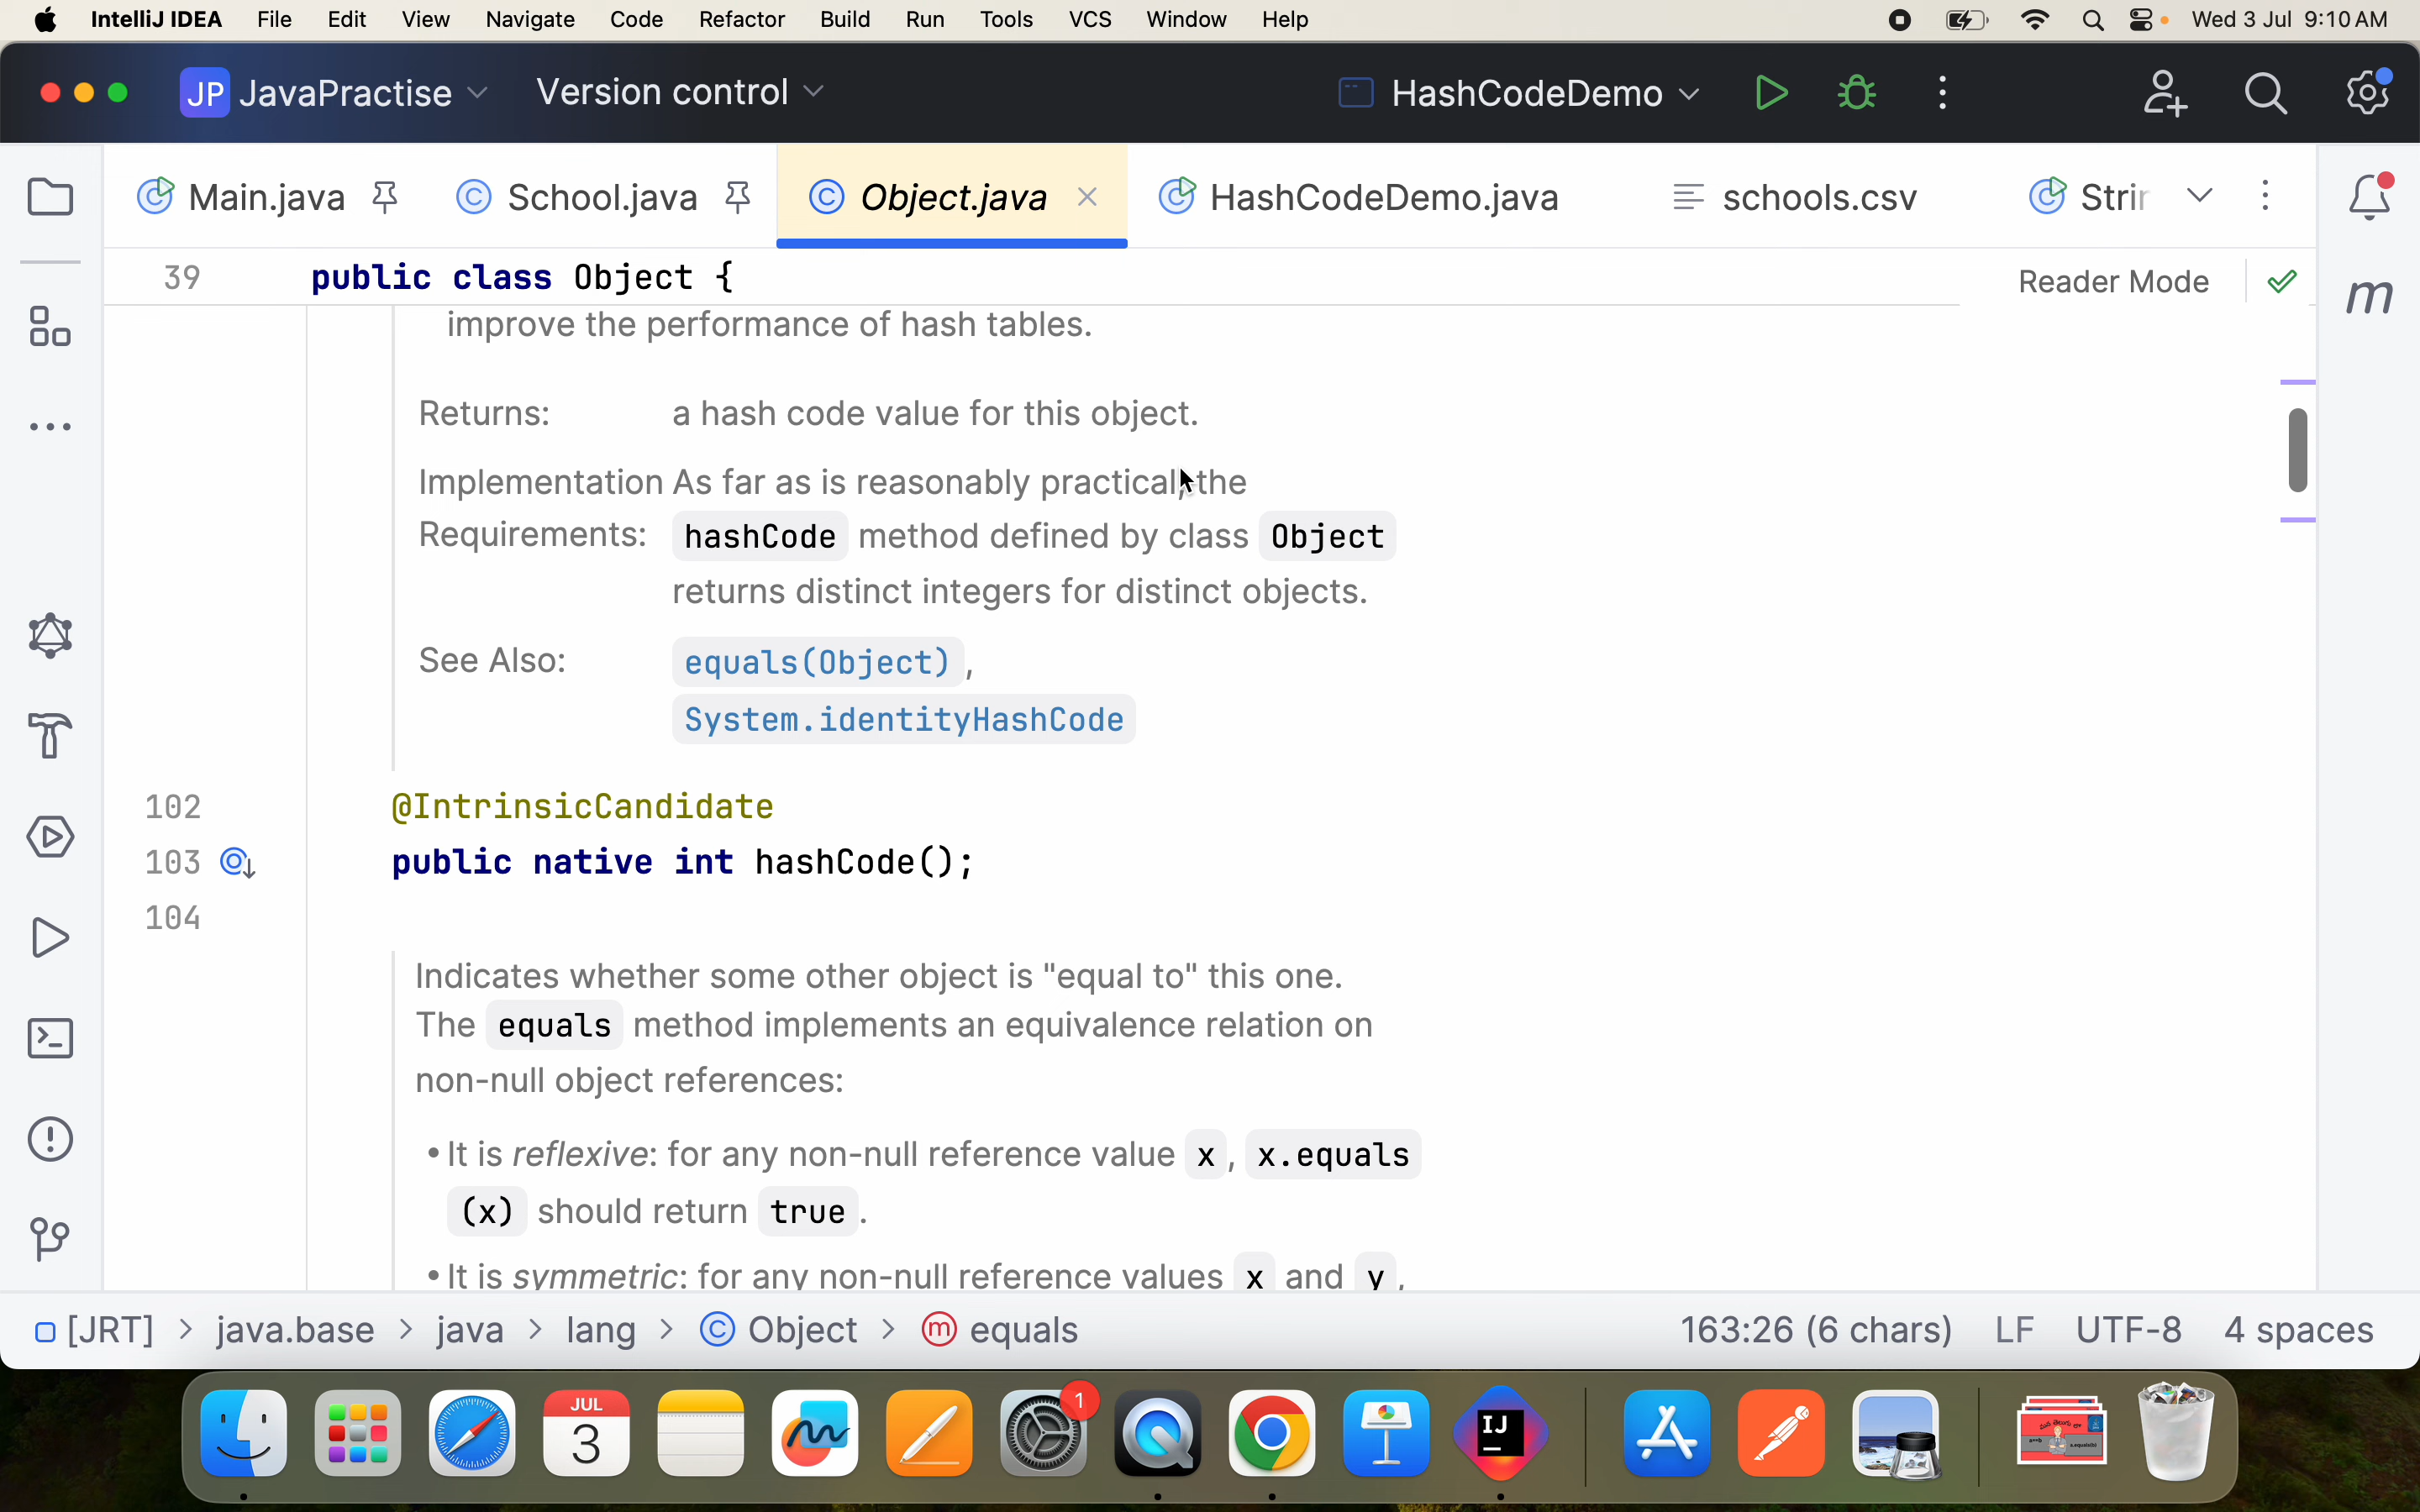 IntelliJ IDEA File Edit View Navigate Code Refactor Build Run Tools VCS Window Help Wed 3 Jul 9:10 AM
JP JavaPractise Version control HashCodeDemo
Main.java School.java Object.java HashCodeDemo.java schools.csv Strin
39 public class Object { Reader Mode
improve the performance of hash tables.
Returns: a hash code value for this object.
Implementation As far as is reasonably practical, the
Requirements: hashCode method defined by class Object
returns distinct integers for distinct objects.
See Also: equals(Object),
System.identityHashCode
102 @IntrinsicCandidate
103 public native int hashCode();
104
Indicates whether some other object is "equal to" this one.
The equals method implements an equivalence relation on
non-null object references:
• It is reflexive: for any non-null reference value x, x.equals
(x) should return true.
• It is symmetric: for any non-null reference values x and y,
[JRT] > java.base > java > lang > Object > equals 163:26 (6 chars) LF UTF-8 4 spaces
m
JUL
3
1
IJ